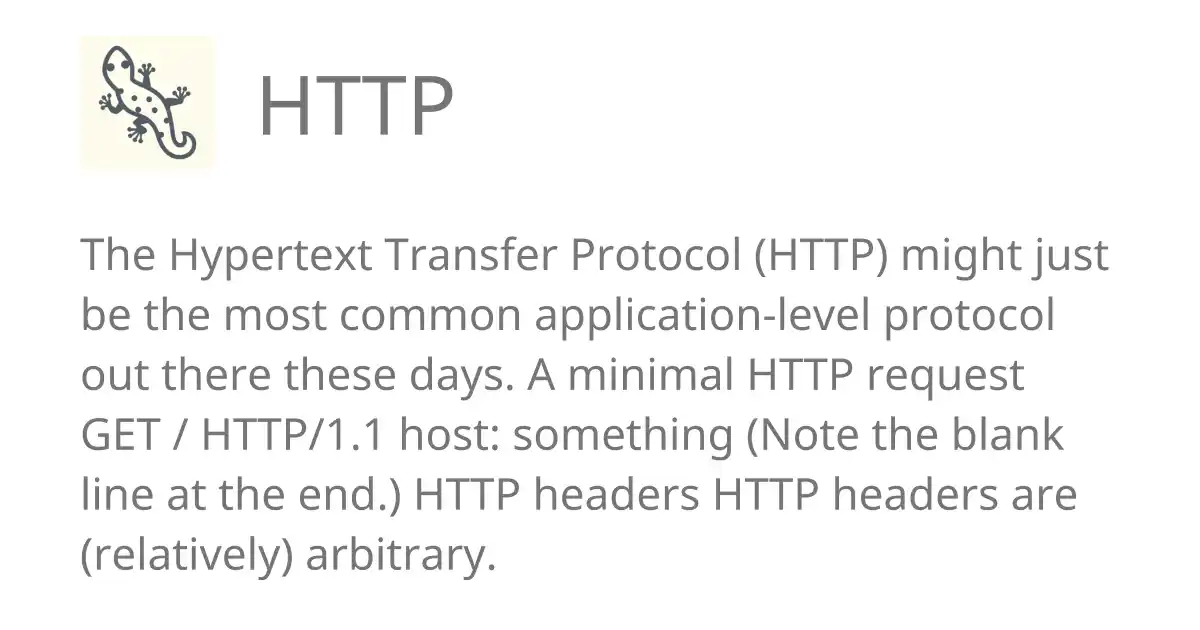 HTTP
The Hypertext Transfer Protocol (HTTP) might just
be the most common application-level protocol
out there these days. A minimal HTTP request
GET / HTTP/1.1 host: something (Note the blank
line at the end.) HTTP headers HTTP headers are
(relatively) arbitrary.